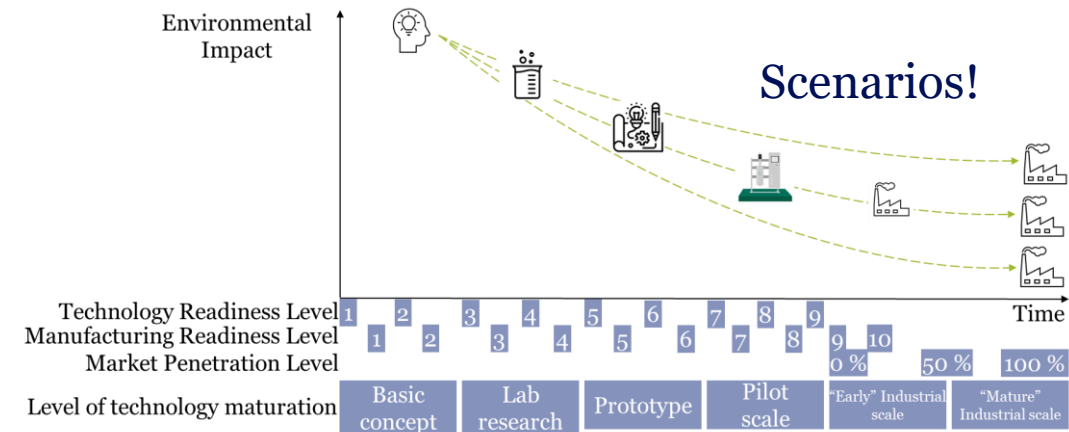 Environmental
Impact
Scenarios!
Time
Technology Readiness Level 1 2 3 4 5 6 7 8 9
Manufacturing Readiness Level 1 2 3 4 5 6 7 8 9 10
Market Penetration Level 0 % 50 % 100 %
Level of technology maturation
Basic
concept
Lab
research
Prototype
Pilot
scale
“Early” Industrial
scale
“Mature”
Industrial scale